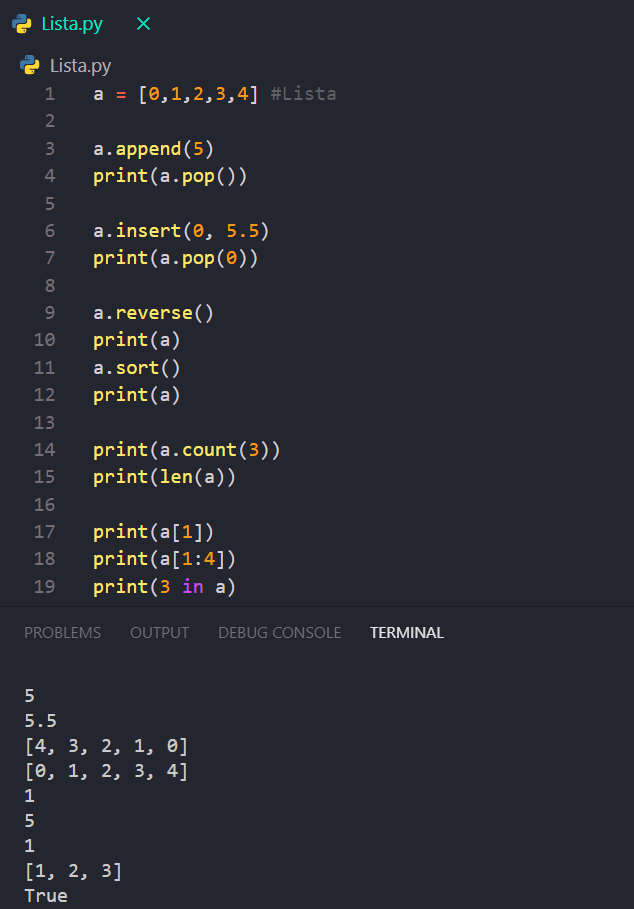 Lista.py
Lista.py
1 a = [0,1,2,3,4] #Lista
2
3 a.append(5)
4 print(a.pop())
5
6 a.insert(0, 5.5)
7 print(a.pop(0))
8
9 a.reverse()
10 print(a)
11 a.sort()
12 print(a)
13
14 print(a.count(3))
15 print(len(a))
16
17 print(a[1])
18 print(a[1:4])
19 print(3 in a)
PROBLEMS OUTPUT DEBUG CONSOLE TERMINAL
5
5.5
[4, 3, 2, 1, 0]
[0, 1, 2, 3, 4]
1
5
1
[1, 2, 3]
True